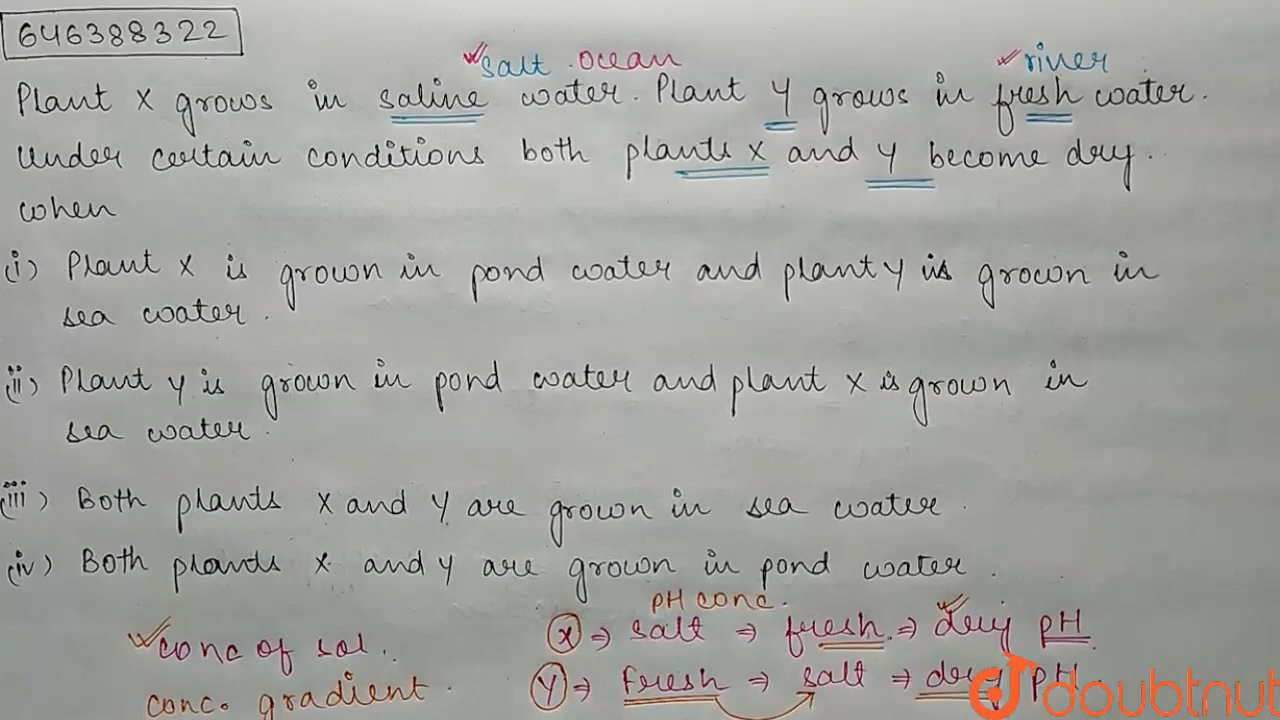 646388322
salt ocean river
Plant x grows in saline water. Plant y grows in fresh water.
Under certain conditions both plants x and y become dry.
when
(i) Plant x is grown in pond water and plant y is grown in
sea water.
(ii) Plant y is grown in pond water and plant x is grown in
sea water.
(iii) Both plants x and y are grown in sea water.
(iv) Both plants x and y are grown in pond water.
pH conc.
conc of sol. (x) ⇒ salt ⇒ fresh ⇒ dry pH
conc. gradient. (y) ⇒ fresh ⇒ salt ⇒ dry pH.
doubtnut